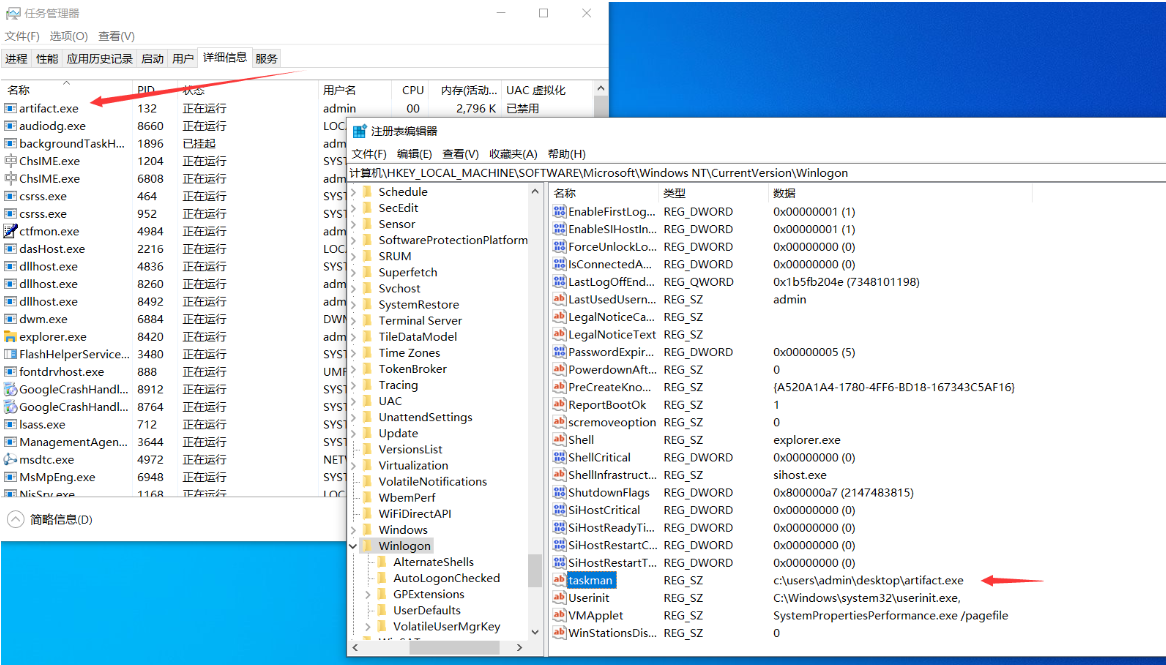 任务管理器
文件(F) 选项(O) 查看(V)
进程 性能 应用历史记录 启动 用户 详细信息 服务
名称 PID 状态 用户名 CPU 内存(活动... UAC 虚拟化
artifact.exe 132 正在运行 admin 00 2,796 K 已禁用
audiodg.exe 8660 正在运行 LOC
backgroundTaskH... 1896 已挂起 adm
ChsIME.exe 1204 正在运行 SYST
ChsIME.exe 6808 正在运行 adm
csrss.exe 464 正在运行 SYST
csrss.exe 952 正在运行 SYST
ctfmon.exe 4984 正在运行 adm
dasHost.exe 2216 正在运行 LOC
dllhost.exe 4836 正在运行 SYST
dllhost.exe 8260 正在运行 adm
dllhost.exe 8492 正在运行 adm
dwm.exe 6884 正在运行 DWM
explorer.exe 8420 正在运行 adm
FlashHelperService... 3480 正在运行 SYST
fontdrvhost.exe 888 正在运行 UMF
GoogleCrashHandl... 8912 正在运行 SYST
GoogleCrashHandl... 8764 正在运行 SYST
lsass.exe 712 正在运行 SYST
ManagementAgen... 3644 正在运行 SYST
msdtc.exe 4972 正在运行 NET
MsMpEng.exe 6948 正在运行 SYST
NisSrv.exe 1168 正在运行 LOC
简略信息(D)
注册表编辑器
文件(F) 编辑(E) 查看(V) 收藏夹(A) 帮助(H)
计算机\HKEY_LOCAL_MACHINE\SOFTWARE\Microsoft\Windows NT\CurrentVersion\Winlogon
Schedule
SecEdit
Sensor
SoftwareProtectionPlatform
SRUM
Superfetch
Svchost
SystemRestore
Terminal Server
TileDataModel
Time Zones
TokenBroker
Tracing
UAC
UnattendSettings
Update
VersionsList
Virtualization
VolatileNotifications
WbemPerf
WiFiDirectAPI
Windows
Winlogon
AlternateShells
AutoLogonChecked
GPExtensions
UserDefaults
VolatileUserMgrKey
名称 类型 数据
EnableFirstLog... REG_DWORD 0x00000001 (1)
EnableSIHostIn... REG_DWORD 0x00000001 (1)
ForceUnlockLo... REG_DWORD 0x00000000 (0)
IsConnectedA... REG_DWORD 0x00000000 (0)
LastLogOffEnd... REG_QWORD 0x1b5fb204e (7348101198)
LastUsedUsern... REG_SZ admin
LegalNoticeCa... REG_SZ
LegalNoticeText REG_SZ
PasswordExpir... REG_DWORD 0x00000005 (5)
PowerdownAft... REG_SZ 0
PreCreateKno... REG_SZ {A520A1A4-1780-4FF6-BD18-167343C5AF16}
ReportBootOk REG_SZ 1
scremoveoption REG_SZ 0
Shell REG_SZ explorer.exe
ShellCritical REG_DWORD 0x00000000 (0)
ShellInfrastruct... REG_SZ sihost.exe
ShutdownFlags REG_DWORD 0x800000a7 (2147483815)
SiHostCritical REG_DWORD 0x00000000 (0)
SiHostReadyTi... REG_DWORD 0x00000000 (0)
SiHostRestartC... REG_DWORD 0x00000000 (0)
SiHostRestartT... REG_DWORD 0x00000000 (0)
taskman REG_SZ c:\users\admin\desktop\artifact.exe
Userinit REG_SZ C:\Windows\system32\userinit.exe,
VMApplet REG_SZ SystemPropertiesPerformance.exe /pagefile
WinStationsDis... REG_SZ 0